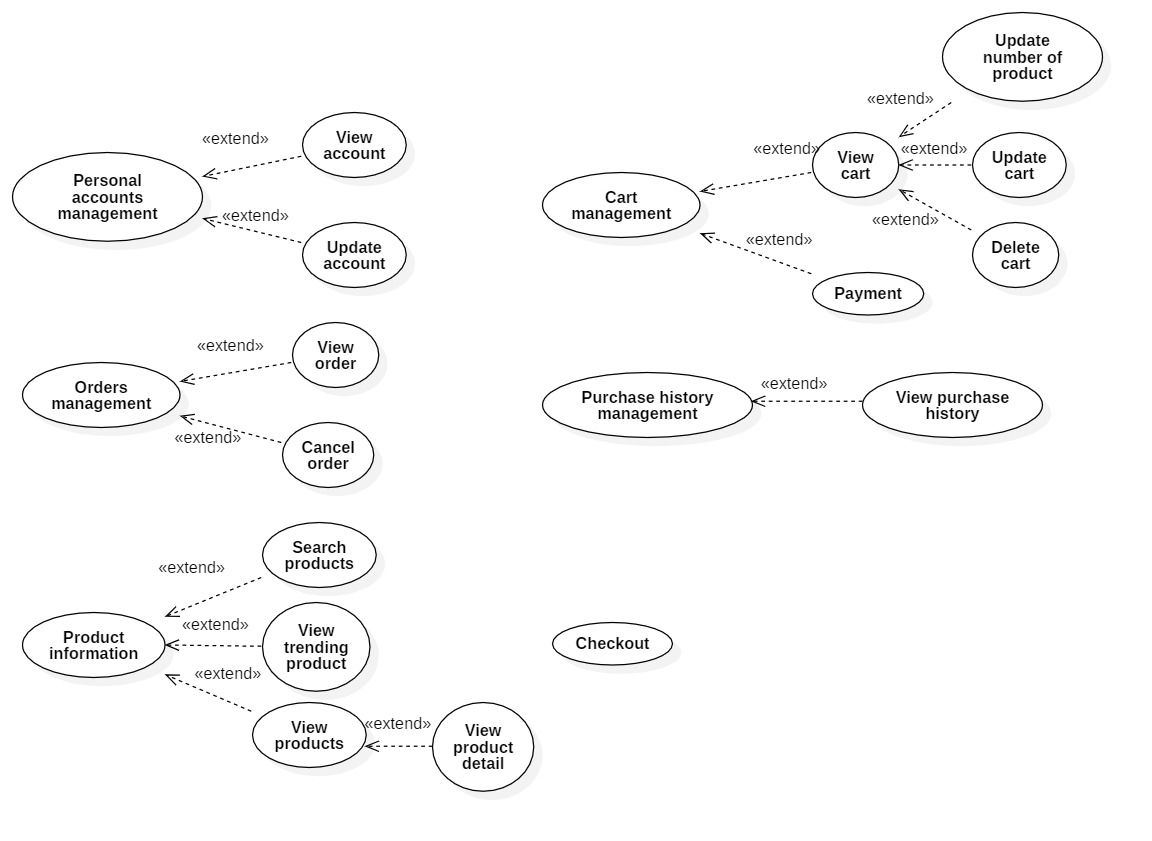 Personal
accounts
management
«extend»
View
account
«extend»
Update
account
Orders
management
«extend»
View
order
«extend»
Cancel
order
Product
information
«extend»
Search
products
«extend»
View
trending
product
«extend»
View
products
«extend»
View
product
detail
Cart
management
«extend»
View
cart
«extend»
Update
number of
product
«extend»
Update
cart
«extend»
Delete
cart
«extend»
Payment
Purchase history
management
«extend»
View purchase
history
Checkout